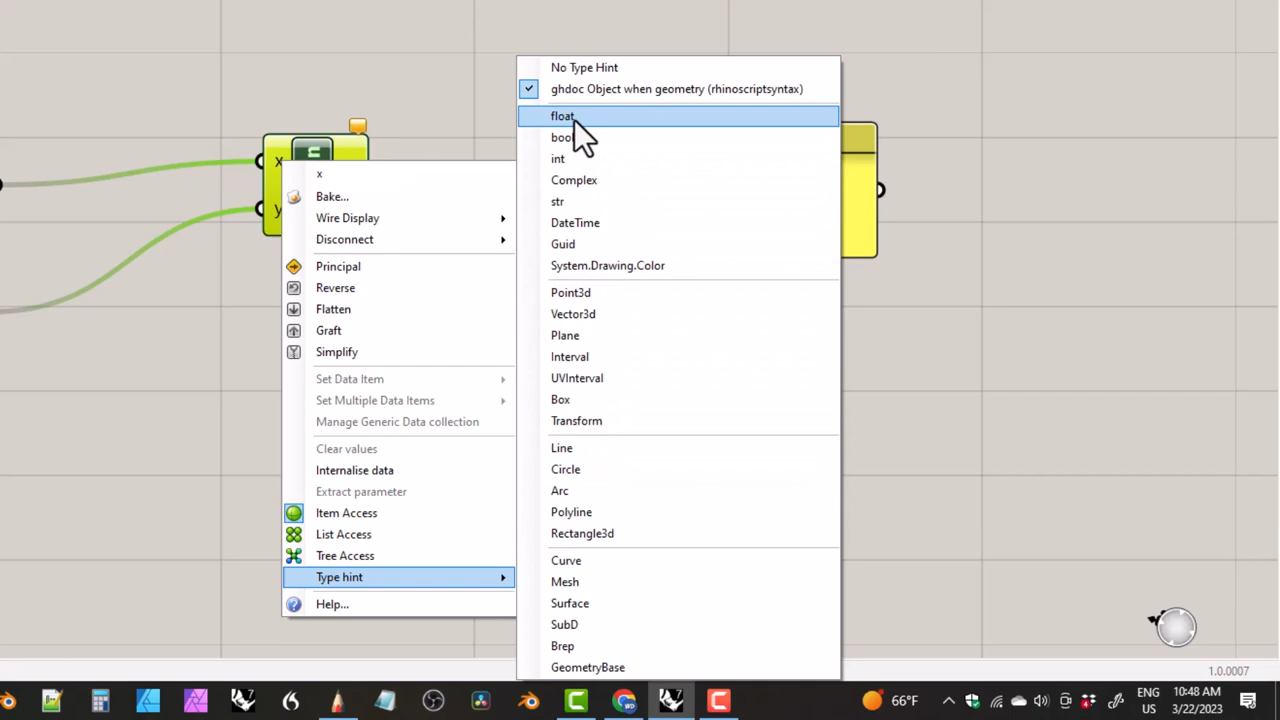 No Type Hint
ghdoc Object when geometry (rhinoscriptsyntax)
float
bool
int
Complex
str
DateTime
Guid
System.Drawing.Color
Point3d
Vector3d
Plane
Interval
UVInterval
Box
Transform
Line
Circle
Arc
Polyline
Rectangle3d
Curve
Mesh
Surface
SubD
Brep
GeometryBase
x
y
x
Bake...
Wire Display
Disconnect
Principal
Reverse
Flatten
Graft
Simplify
Set Data Item
Set Multiple Data Items
Manage Generic Data collection
Clear values
Internalise data
Extract parameter
Item Access
List Access
Tree Access
Type hint
Help...
1.0.0007
66°F
ENG
US
10:48 AM
3/22/2023